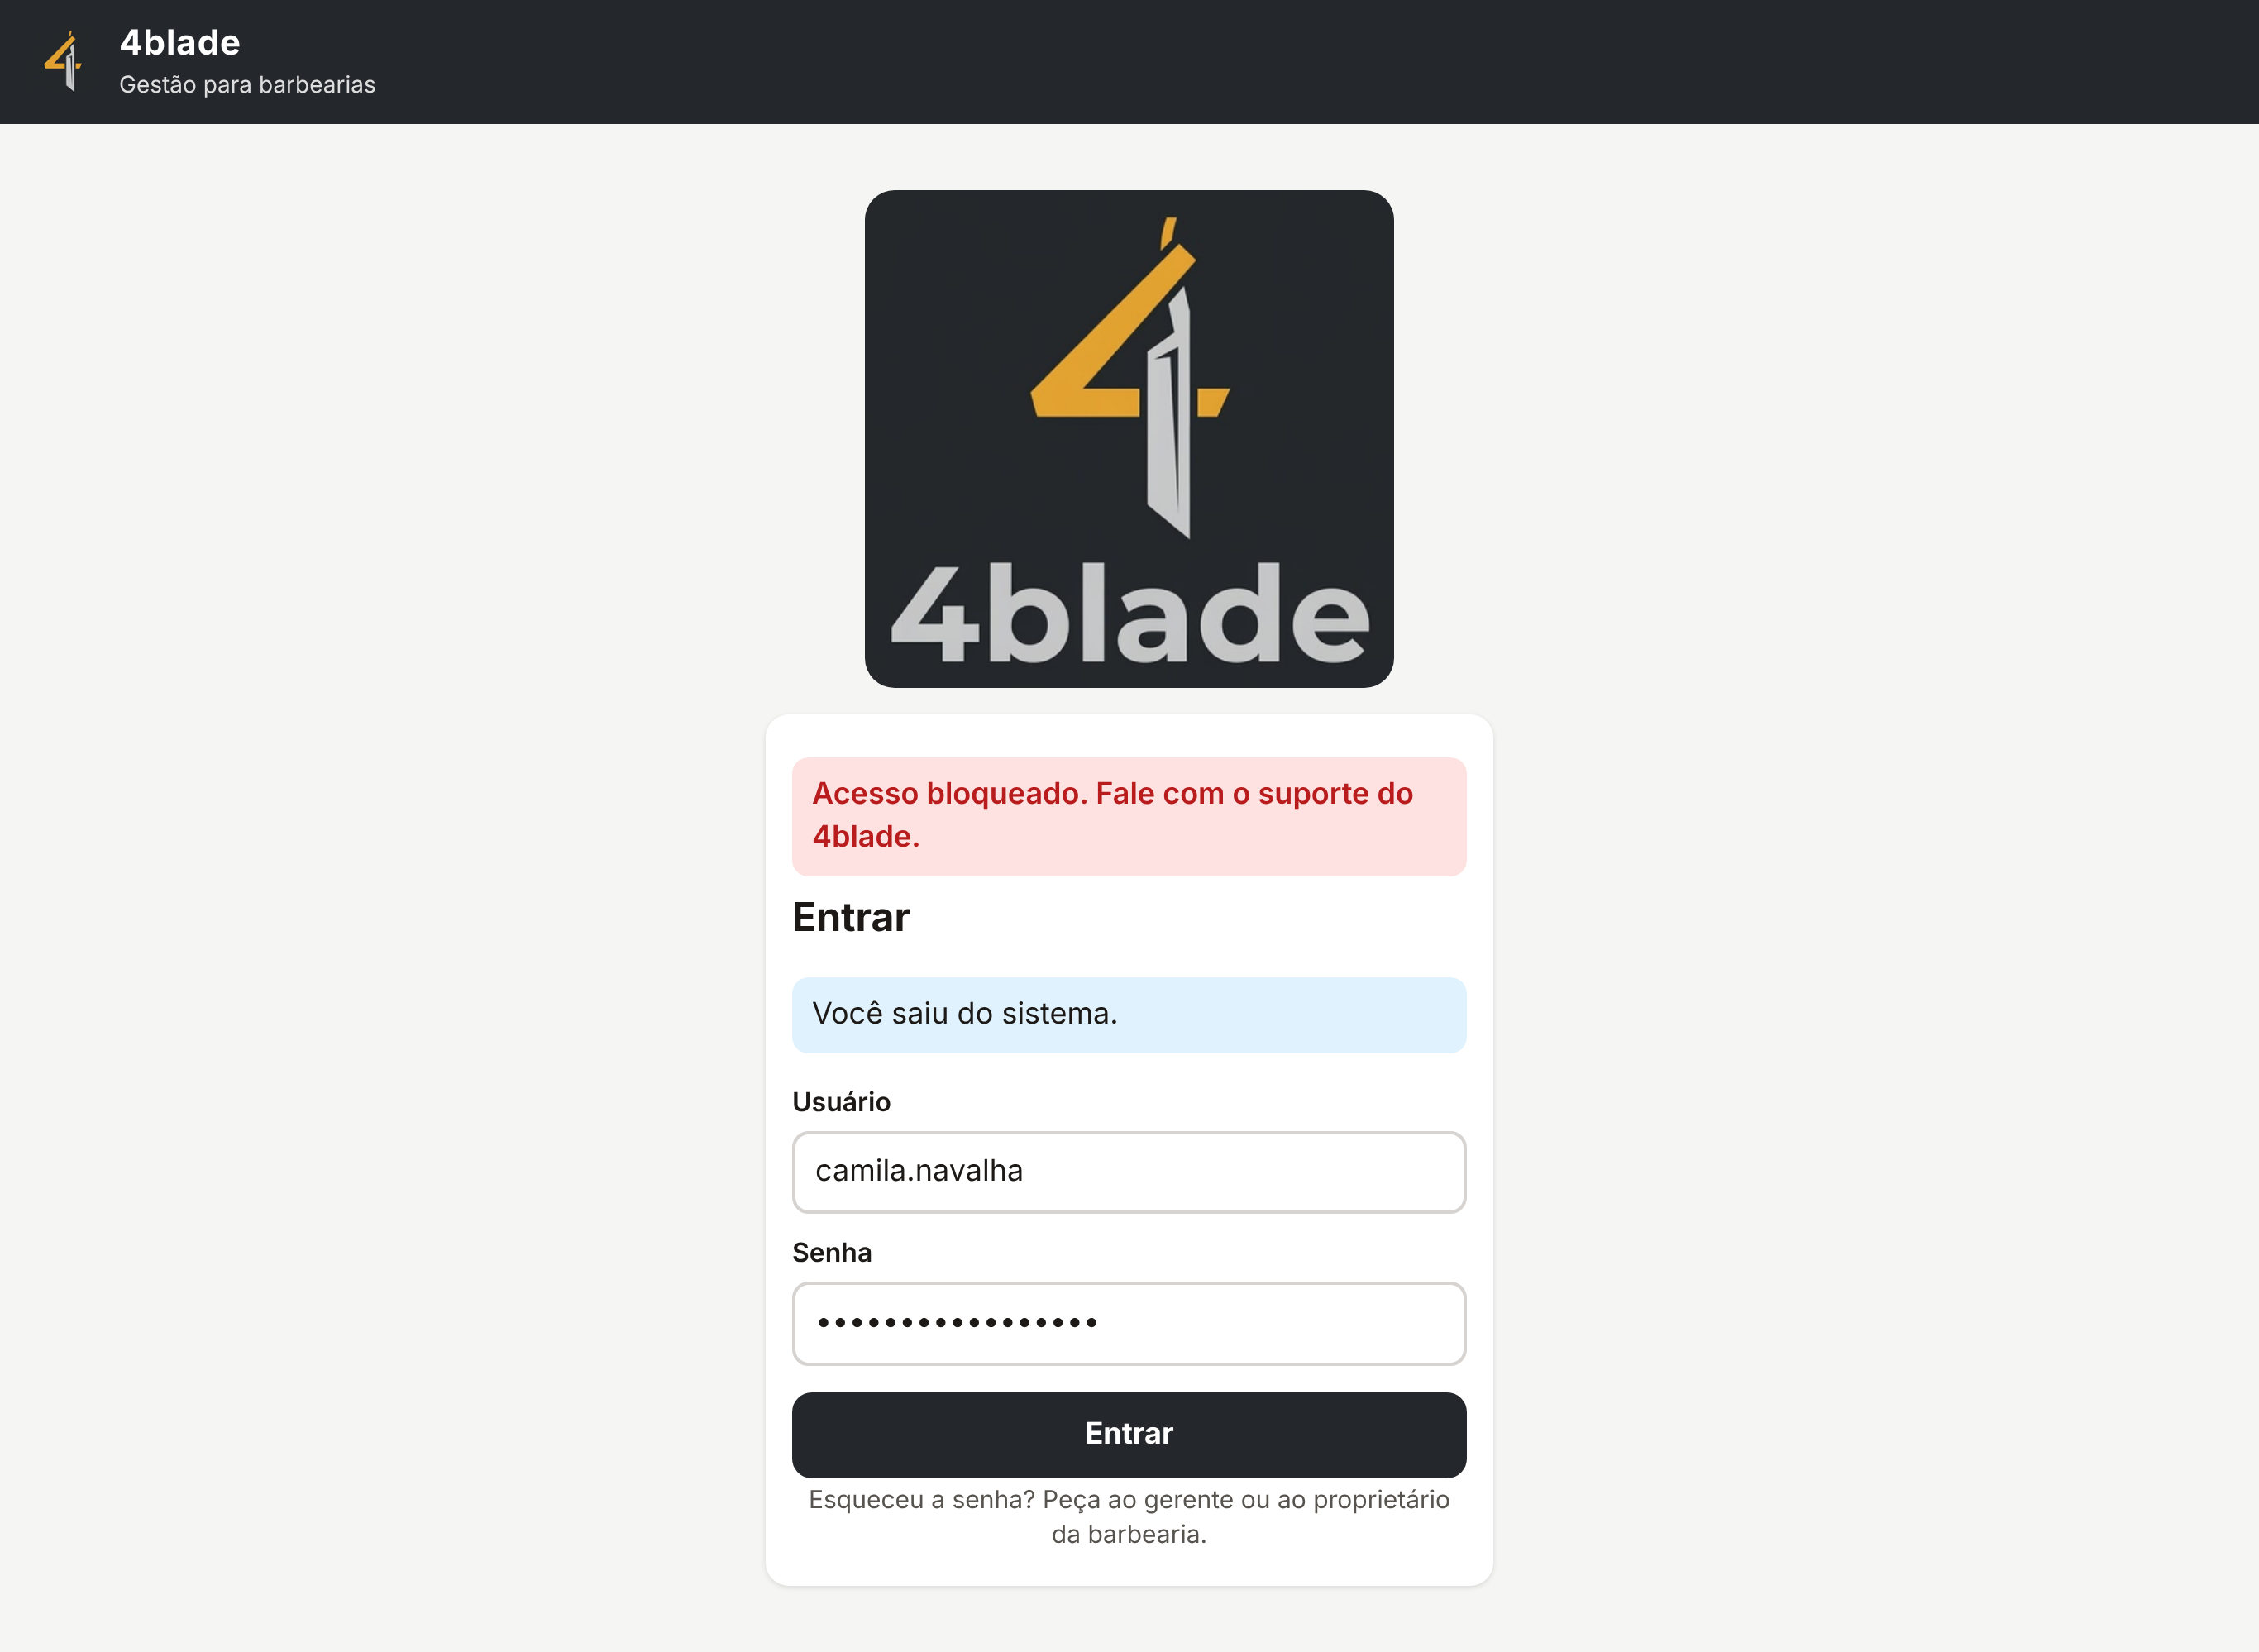 4blade
Gestão para barbearias
4blade
Acesso bloqueado. Fale com o suporte do
4blade.
Entrar
Você saiu do sistema.
Usuário
camila.navalha
Senha
•••••••••••••••••
Entrar
Esqueceu a senha? Peça ao gerente ou ao proprietário
da barbearia.